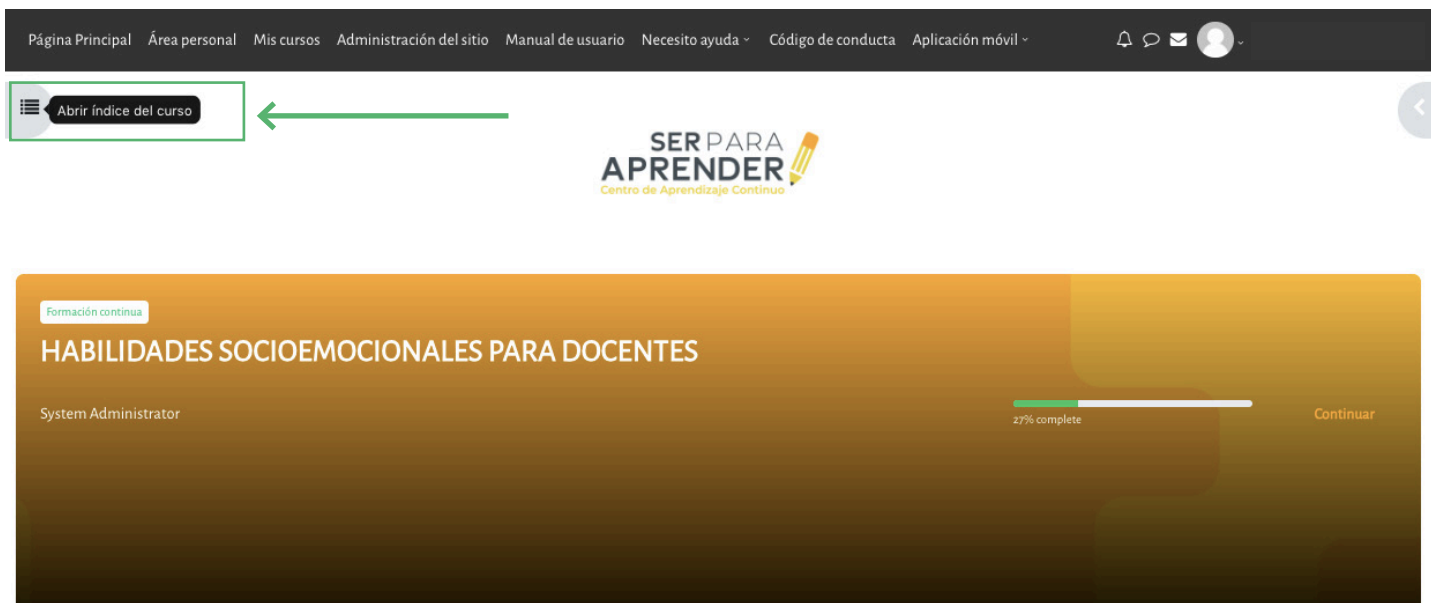 Página Principal Área personal Mis cursos Administración del sitio Manual de usuario Necesito ayuda Código de conducta Aplicación móvil
Abrir índice del curso
SER PARA
APRENDER
Centro de Aprendizaje Continuo
Formación continua
HABILIDADES SOCIOEMOCIONALES PARA DOCENTES
System Administrator
27% complete
Continuar